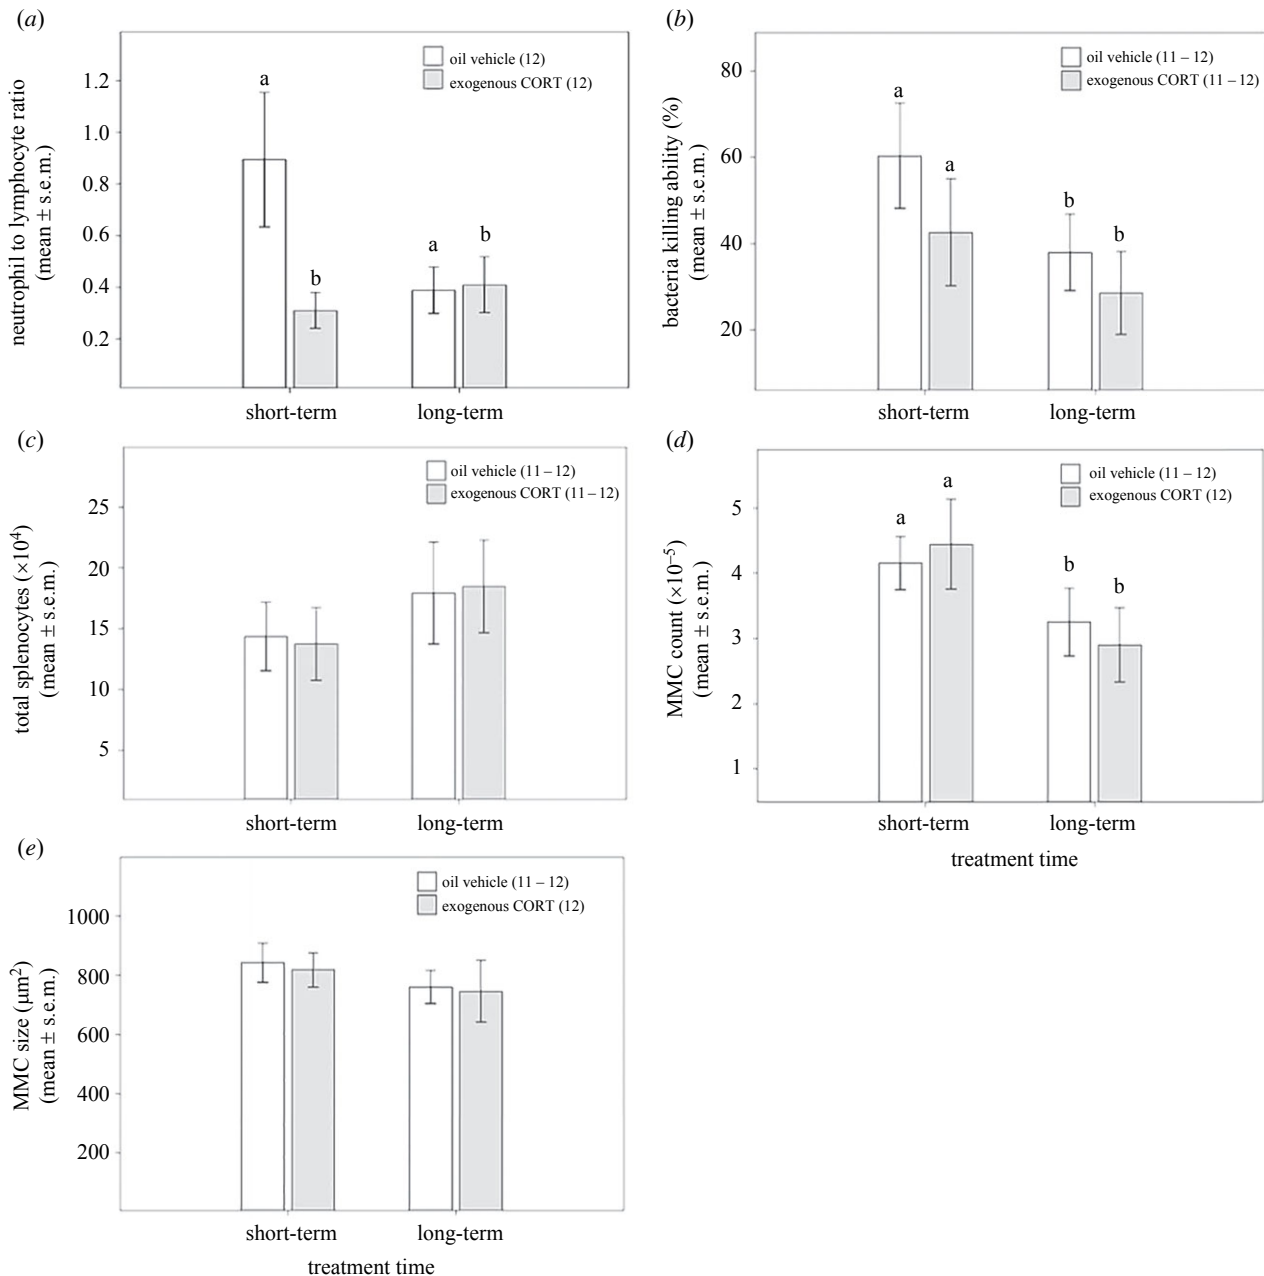 (a)
neutrophil to lymphocyte ratio
(mean ± s.e.m.)
1.2
1.0
0.8
0.6
0.4
0.2
oil vehicle (12)
exogenous CORT (12)
a
b
a
b
short-term
long-term
(b)
bacteria killing ability (%)
(mean ± s.e.m.)
80
60
40
20
oil vehicle (11 – 12)
exogenous CORT (11 – 12)
a
a
b
b
short-term
long-term
(c)
total splenocytes (×10⁴)
(mean ± s.e.m.)
25
20
15
10
5
oil vehicle (11 – 12)
exogenous CORT (11 – 12)
short-term
long-term
(d)
MMC count (×10⁻⁵)
(mean ± s.e.m.)
5
4
3
2
1
oil vehicle (11 – 12)
exogenous CORT (12)
a
a
b
b
short-term
long-term
treatment time
(e)
MMC size (μm²)
(mean ± s.e.m.)
1000
800
600
400
200
oil vehicle (11 – 12)
exogenous CORT (12)
short-term
long-term
treatment time